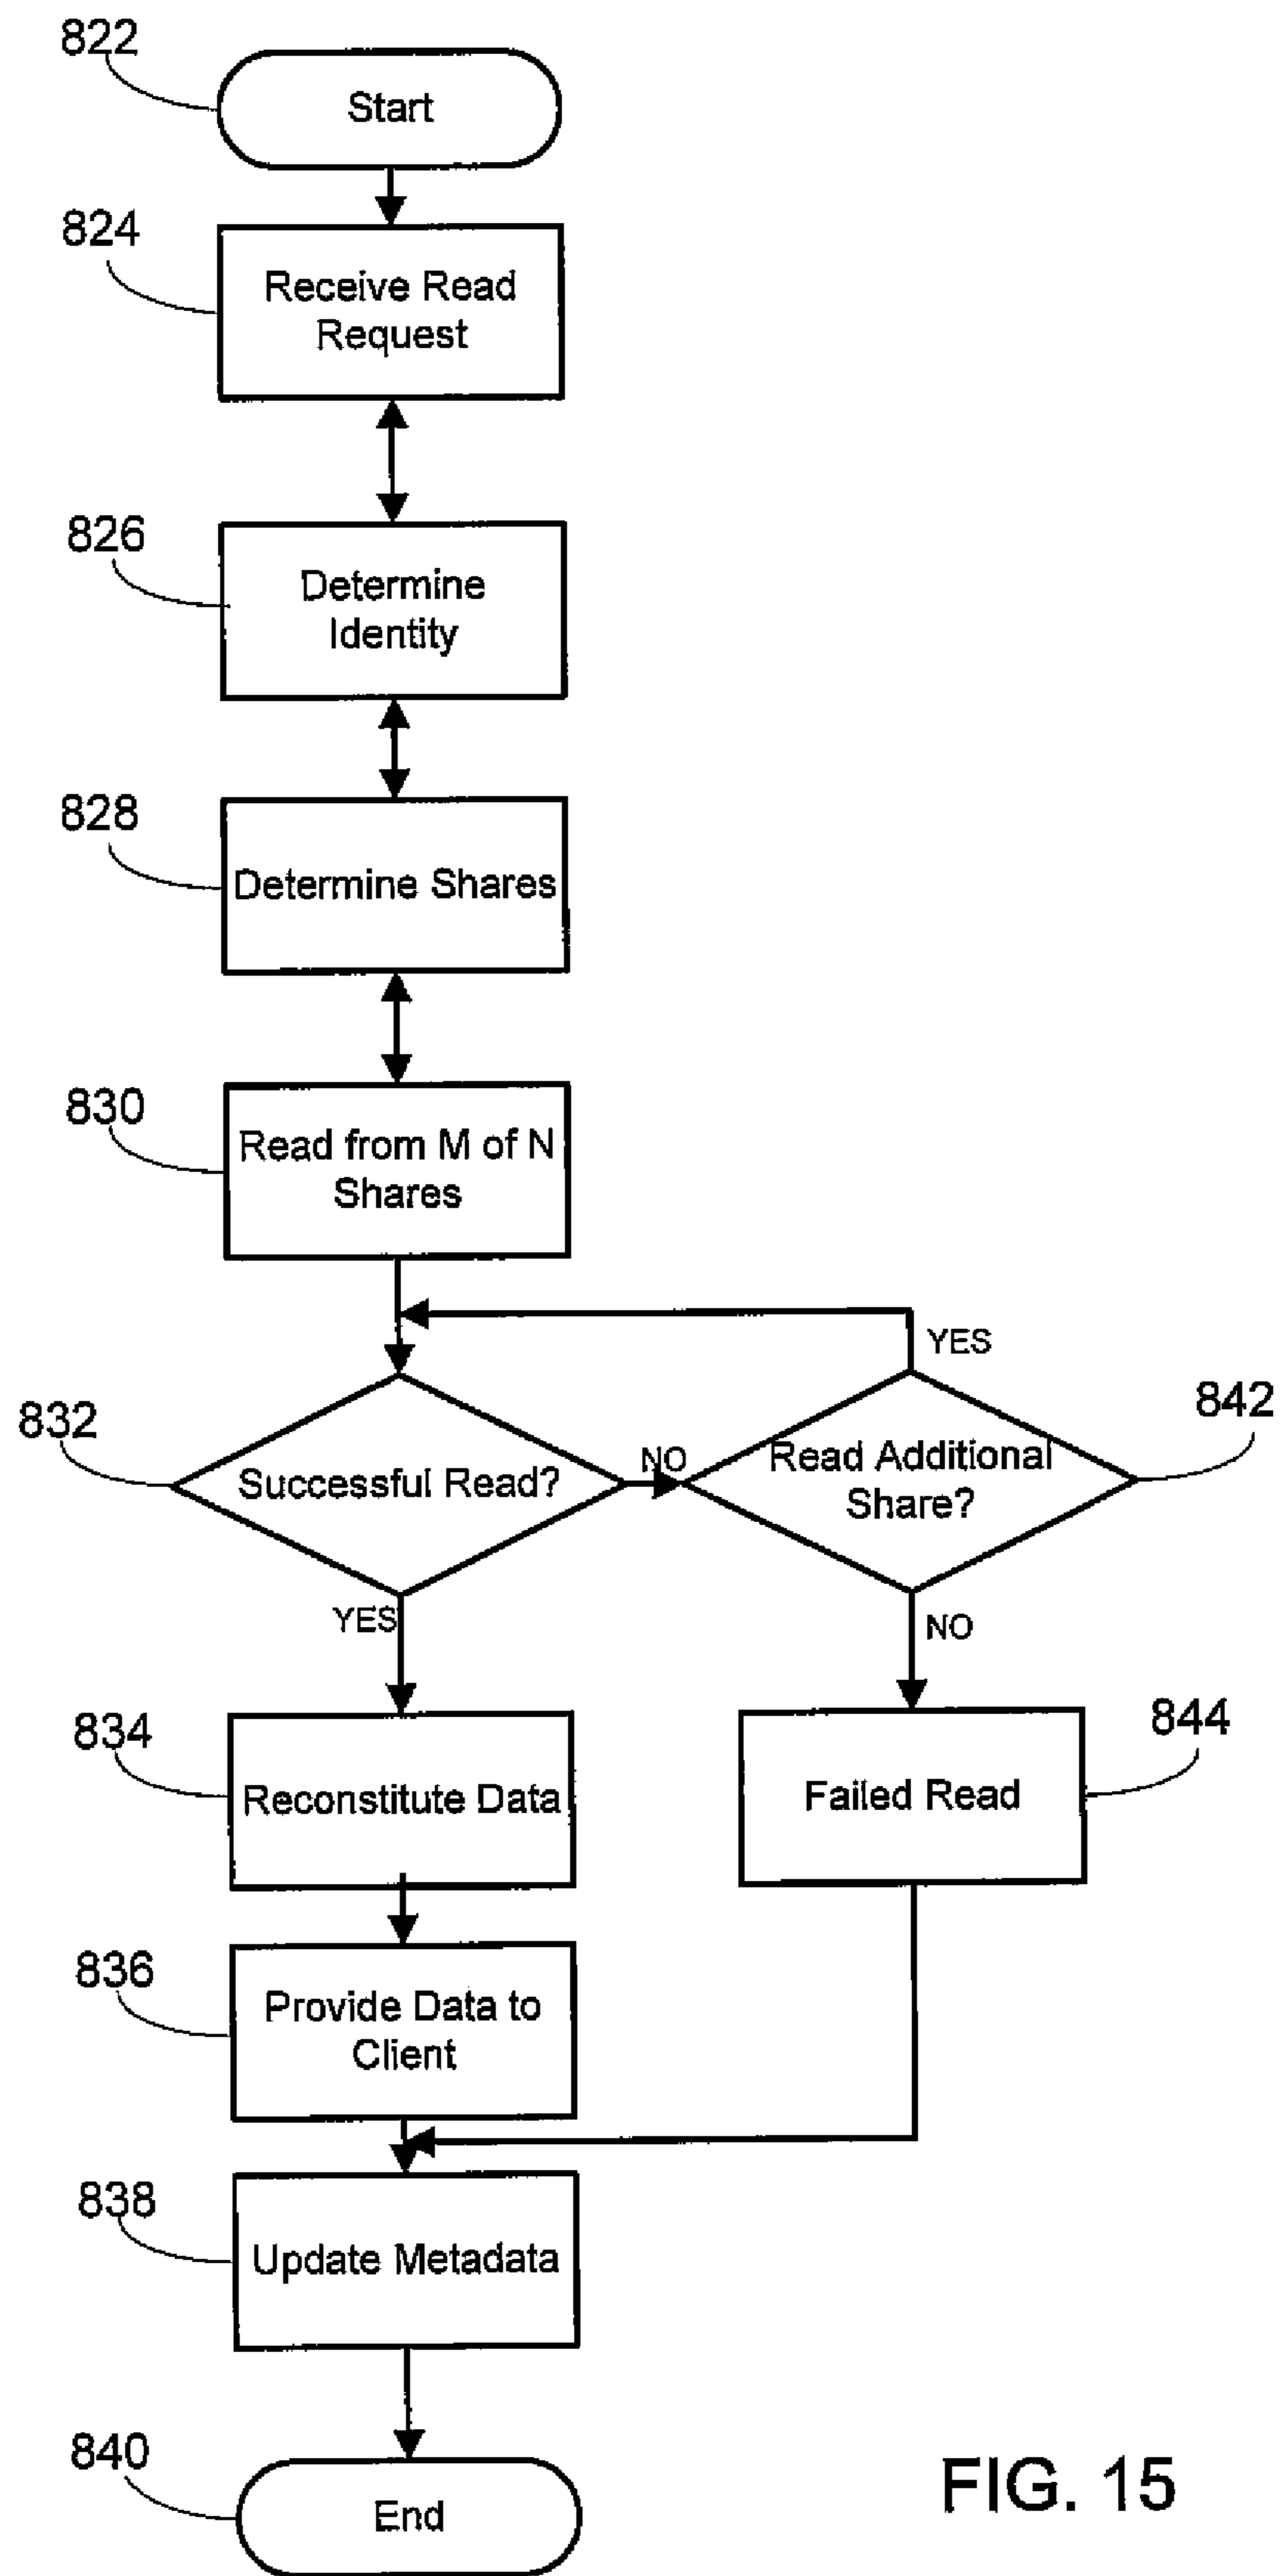 822
Start
824
Receive Read
Request
826
Determine
Identity
828
Determine Shares
830
Read from M of N
Shares
YES
832
Successful Read?
NO
Read Additional
Share?
842
YES
NO
834
Reconstitute Data
844
Failed Read
836
Provide Data to
Client
838
Update Metadata
840
End
FIG. 15